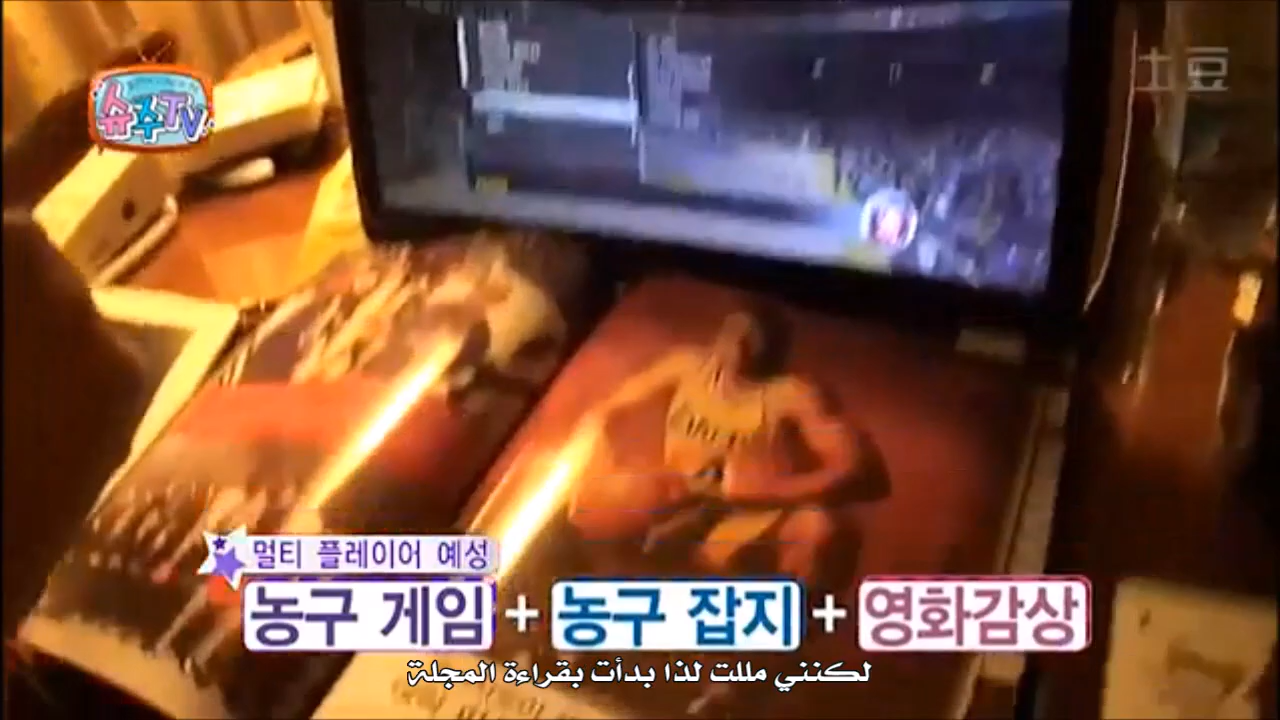 슈주TV
土豆
멀티 플레이어 예성
농구 게임 + 농구 잡지 + 영화감상
لكنني مللت لذا بدأت بقراءة المجلة